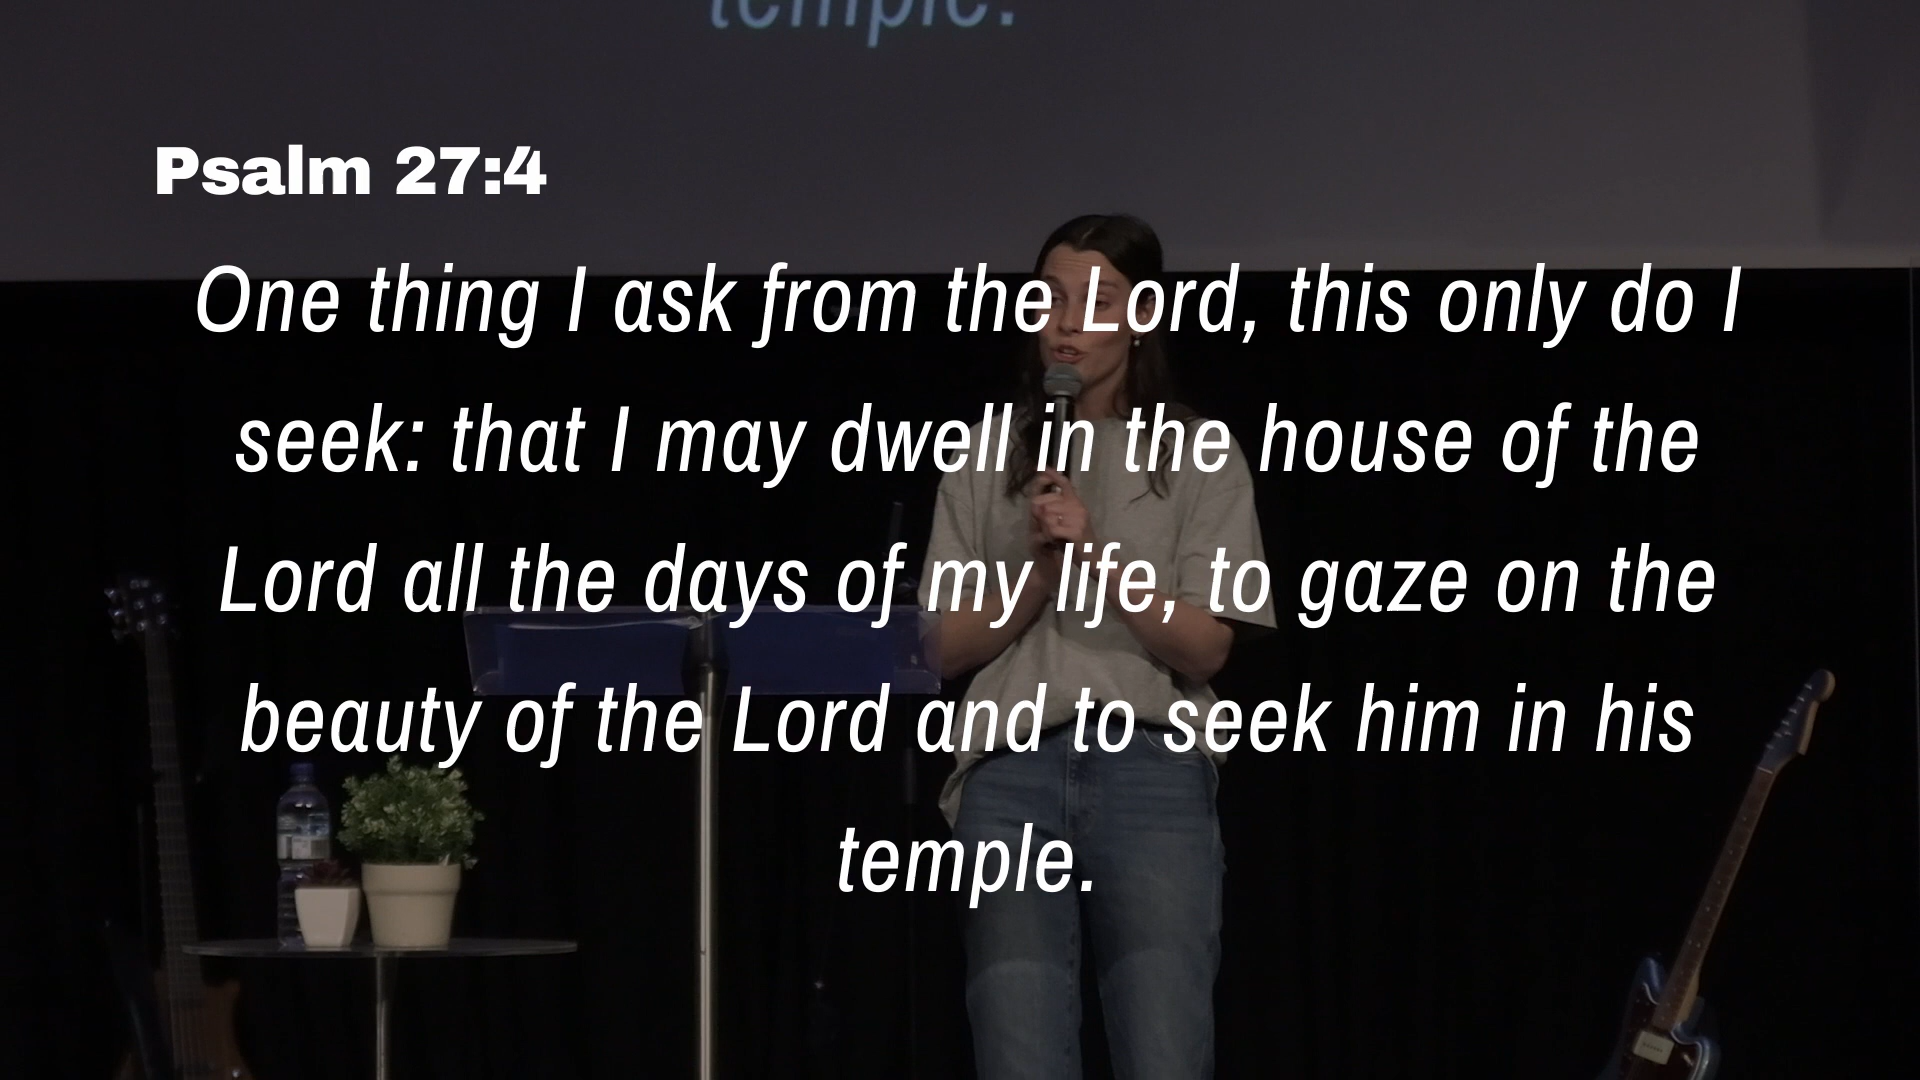 temple.
Psalm 27:4
One thing I ask from the Lord, this only do I
seek: that I may dwell in the house of the
Lord all the days of my life, to gaze on the
beauty of the Lord and to seek him in his
temple.